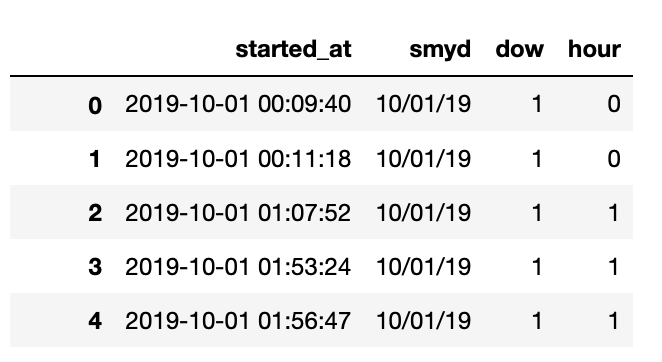 started_at smyd dow hour
0 2019-10-01 00:09:40 10/01/19 1 0
1 2019-10-01 00:11:18 10/01/19 1 0
2 2019-10-01 01:07:52 10/01/19 1 1
3 2019-10-01 01:53:24 10/01/19 1 1
4 2019-10-01 01:56:47 10/01/19 1 1